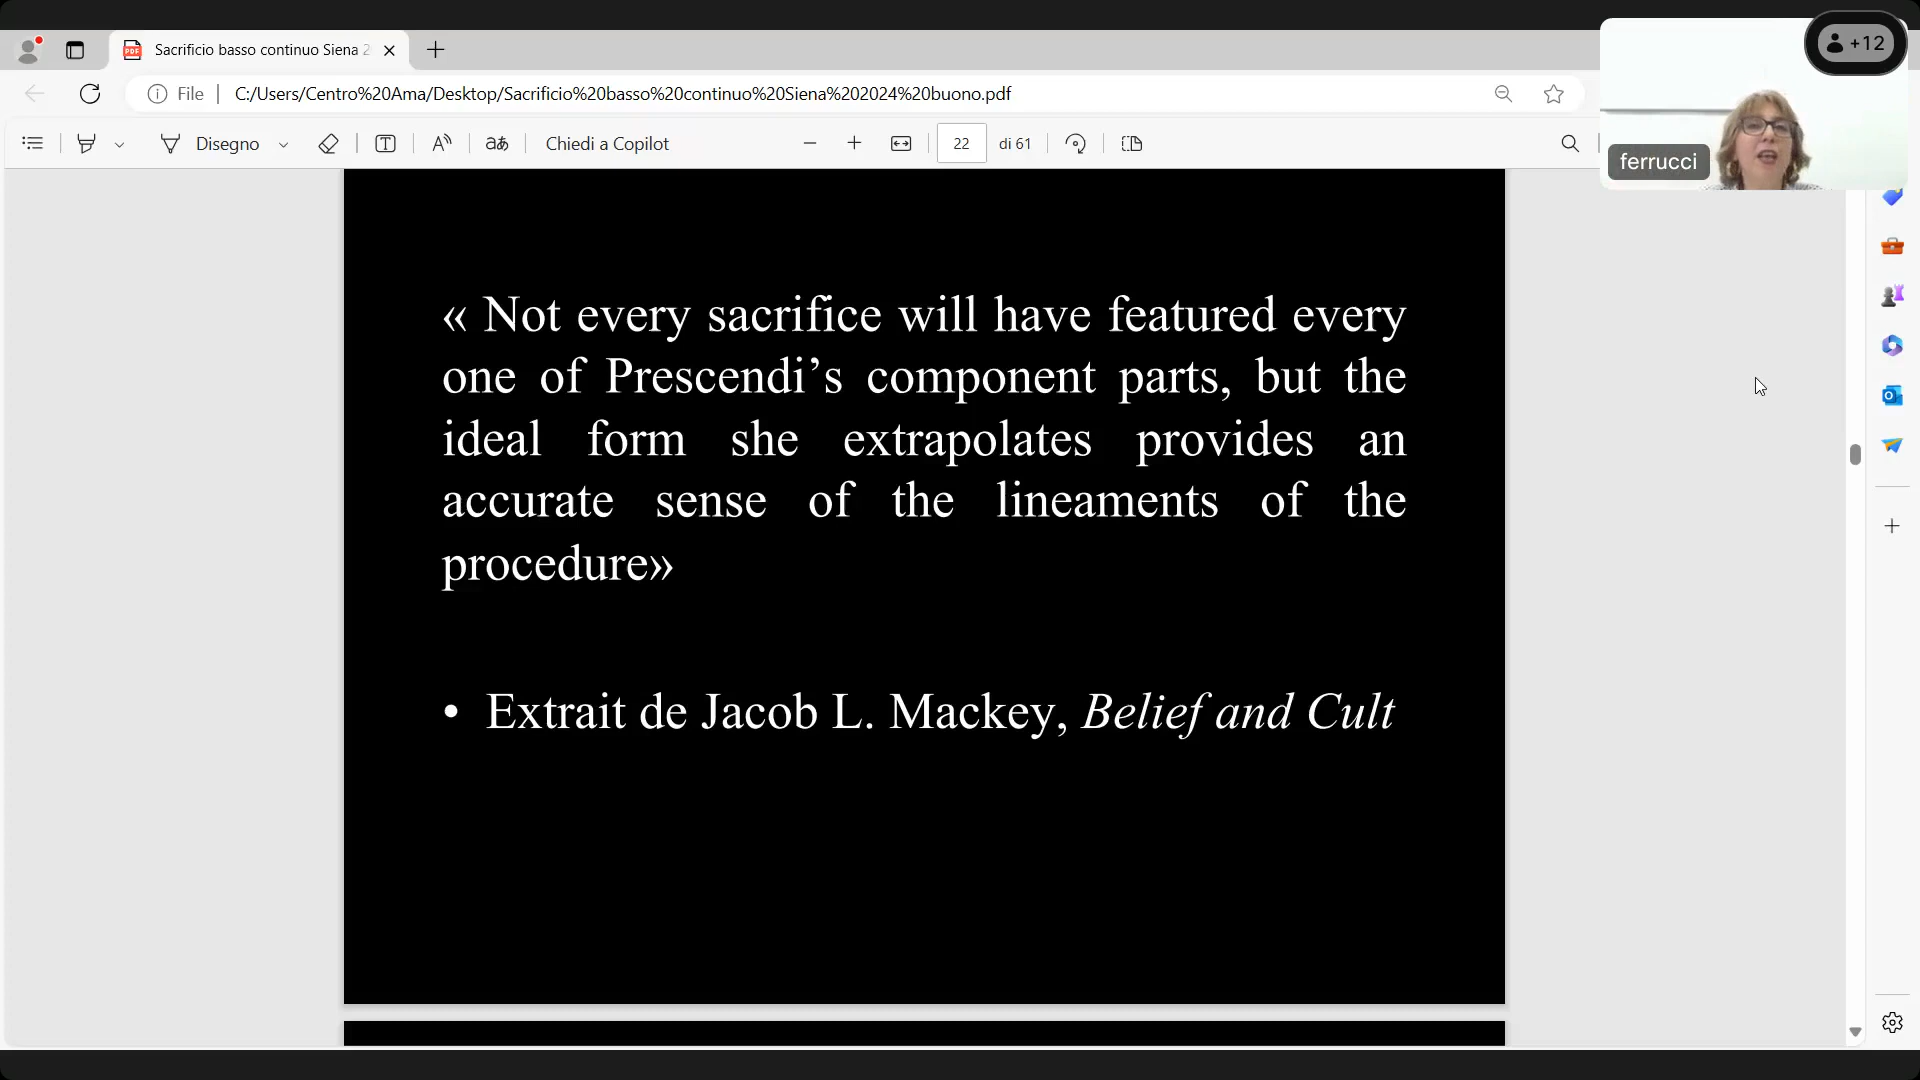 Sacrificio basso continuo Siena 2
+12
File
C:/Users/Centro%20Ama/Desktop/Sacrificio%20basso%20continuo%20Siena%202024%20buono.pdf
Disegno
Chiedi a Copilot
22
di 61
ferrucci
« Not every sacrifice will have featured every
one of Prescendi’s component parts, but the
ideal form she extrapolates provides an
accurate sense of the lineaments of the
procedure»
• Extrait de Jacob L. Mackey, Belief and Cult